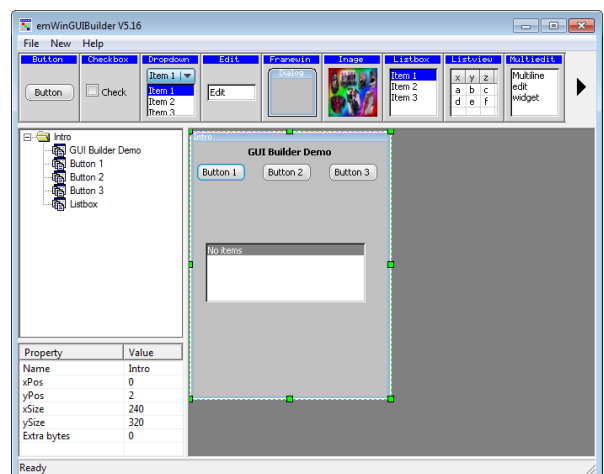 emWinGUIBuilder V5.16
File New Help
Button Checkbox Dropdown Edit Framewin Image Listbox Listview Multiedit
Button
Check
Item 1
Item 1
Item 2
Item 3
Edit
Dialog
Item 1
Item 2
Item 3
x y z
a b c
d e f
Multiline
edit
widget
Intro
GUI Builder Demo
Button 1
Button 2
Button 3
Listbox
Intro
GUI Builder Demo
Button 1 Button 2 Button 3
No items
Property Value
Name Intro
xPos 0
yPos 2
xSize 240
ySize 320
Extra bytes 0
Ready